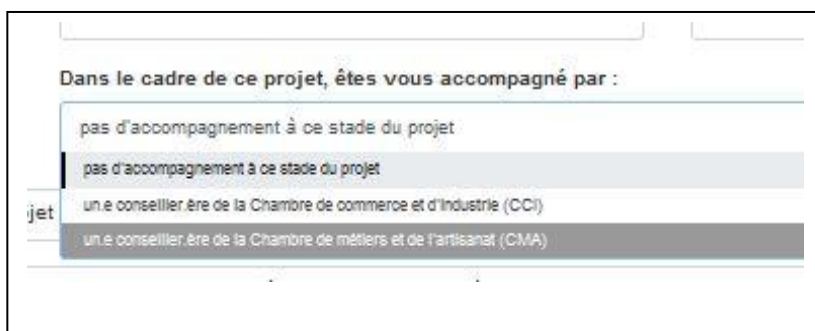 Dans le cadre de ce projet, êtes vous accompagné par :
pas d'accompagnement à ce stade du projet
pas d'accompagnement à ce stade du projet
un.e conseiller.ère de la Chambre de commerce et d'industrie (CCI)
jet
un.e conseiller.ère de la Chambre de métiers et de l'artisanat (CMA)